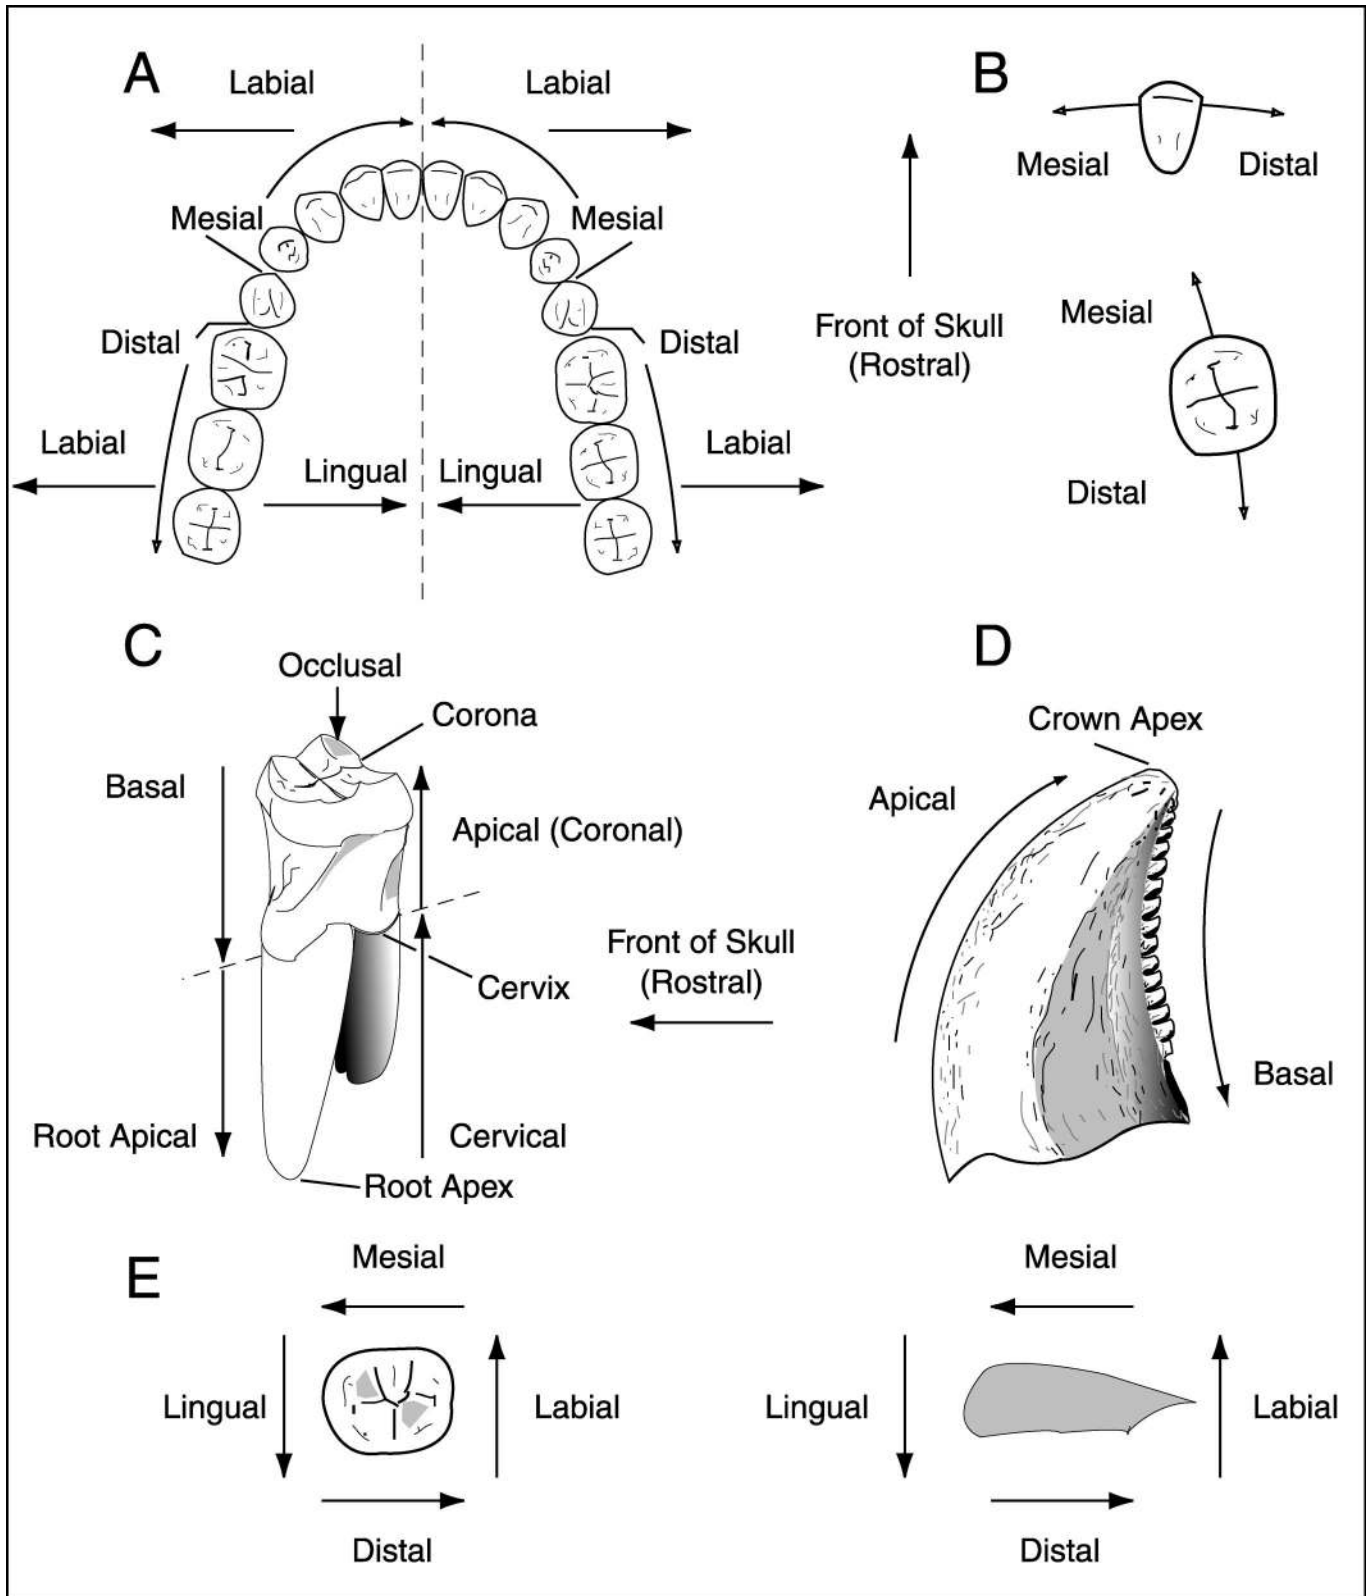 A
Labial
Labial
Mesial
Mesial
Distal
Distal
Labial
Lingual
Lingual
Labial
B
Mesial
Distal
Front of Skull
(Rostral)
Mesial
Distal
C
Occlusal
Corona
Basal
Apical (Coronal)
Cervix
Root Apical
Cervical
Root Apex
Front of Skull
(Rostral)
D
Crown Apex
Apical
Basal
E
Mesial
Lingual
Labial
Distal
Mesial
Lingual
Labial
Distal